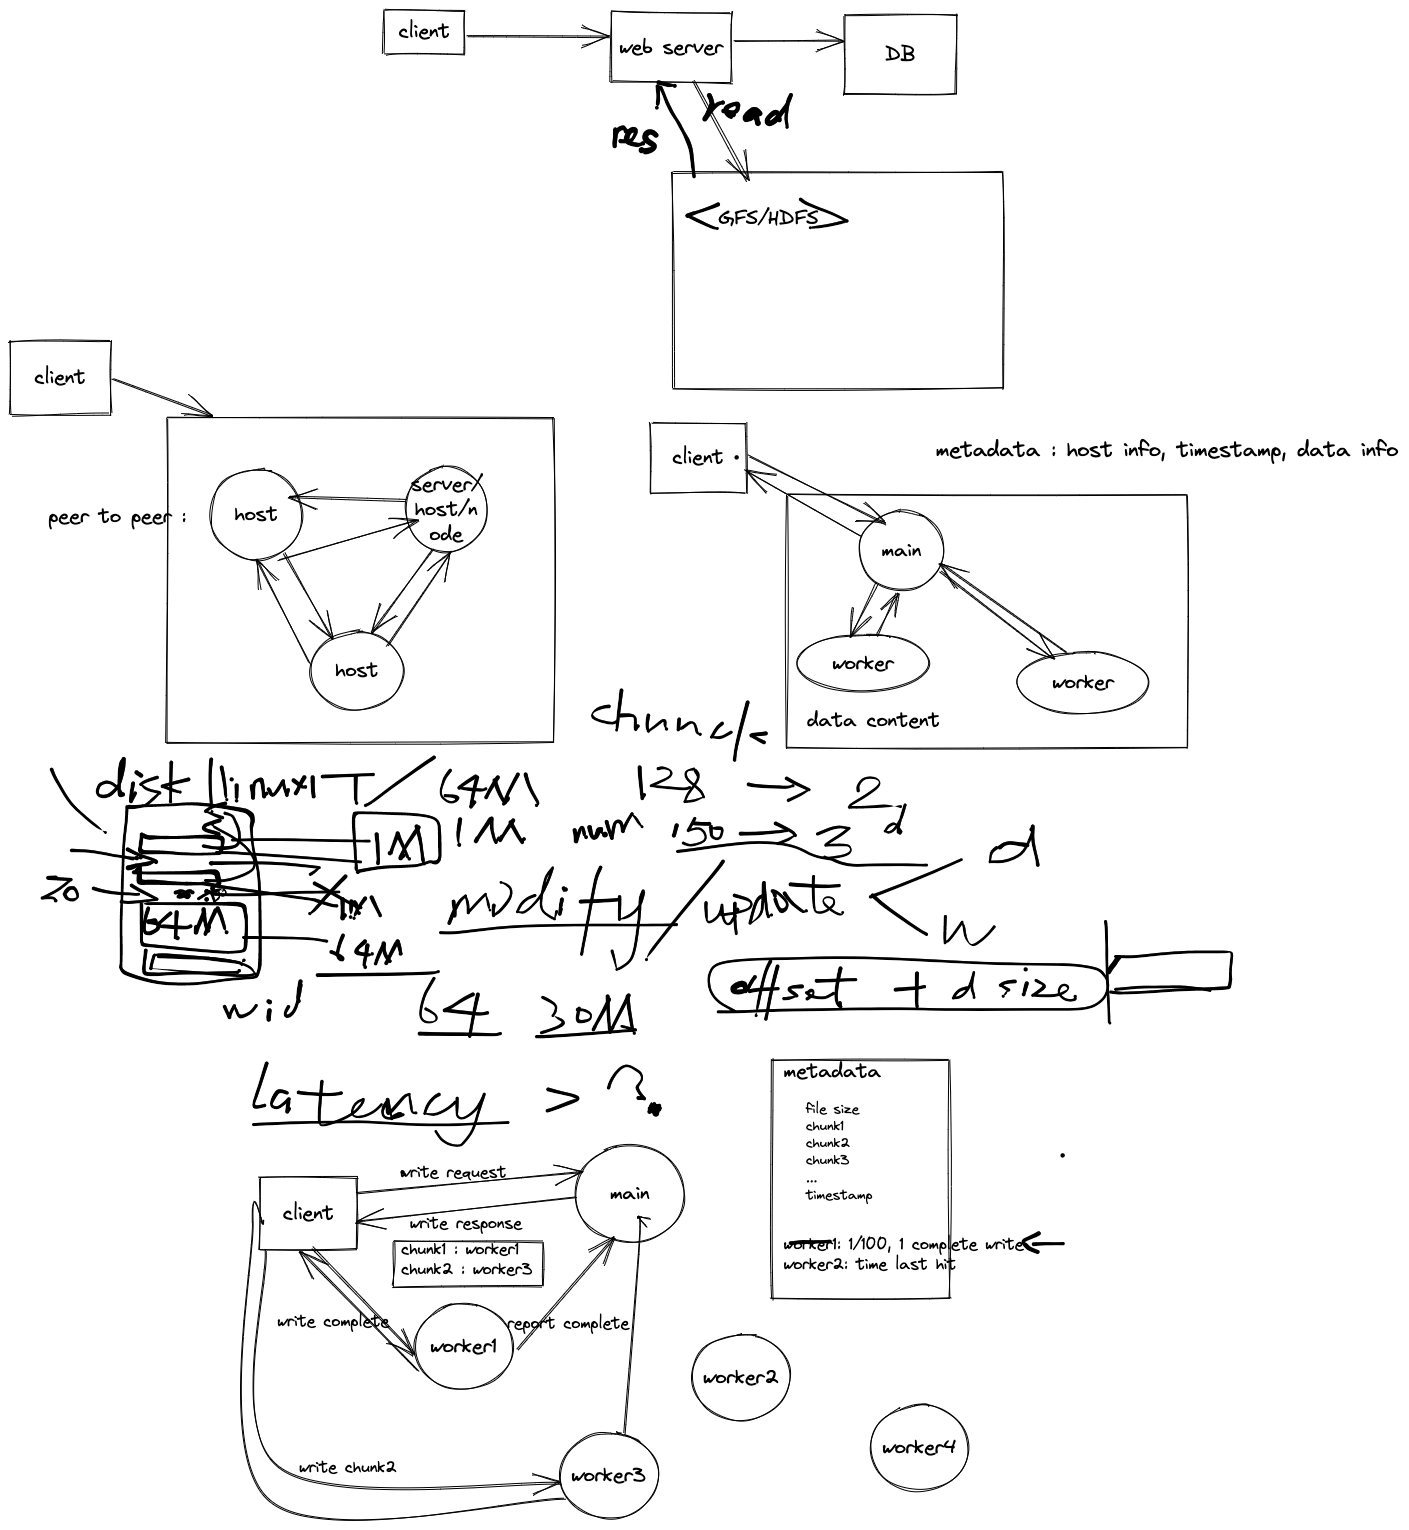 client
web server
DB
read
res
GFS/HDFS
client
client
metadata : host info, timestamp, data info
host
server/
host/n
ode
peer to peer :
main
host
worker
worker
data content
chunck
disk linux 1T/
64M
128 → 2
1M
1M
num
150 → 3
d
d
20
1M
modify/
update
w
64M
64M
offset + d size
wid
64
30M
latency > ?
metadata
file size
chunk1
chunk2
chunk3
...
timestamp
worker1: 1/100, 1 complete write
worker2: time last hit
write request
main
client
write response
chunk1 : worker1
chunk2 : worker3
write complete
report complete
worker1
worker2
worker4
write chunk2
worker3